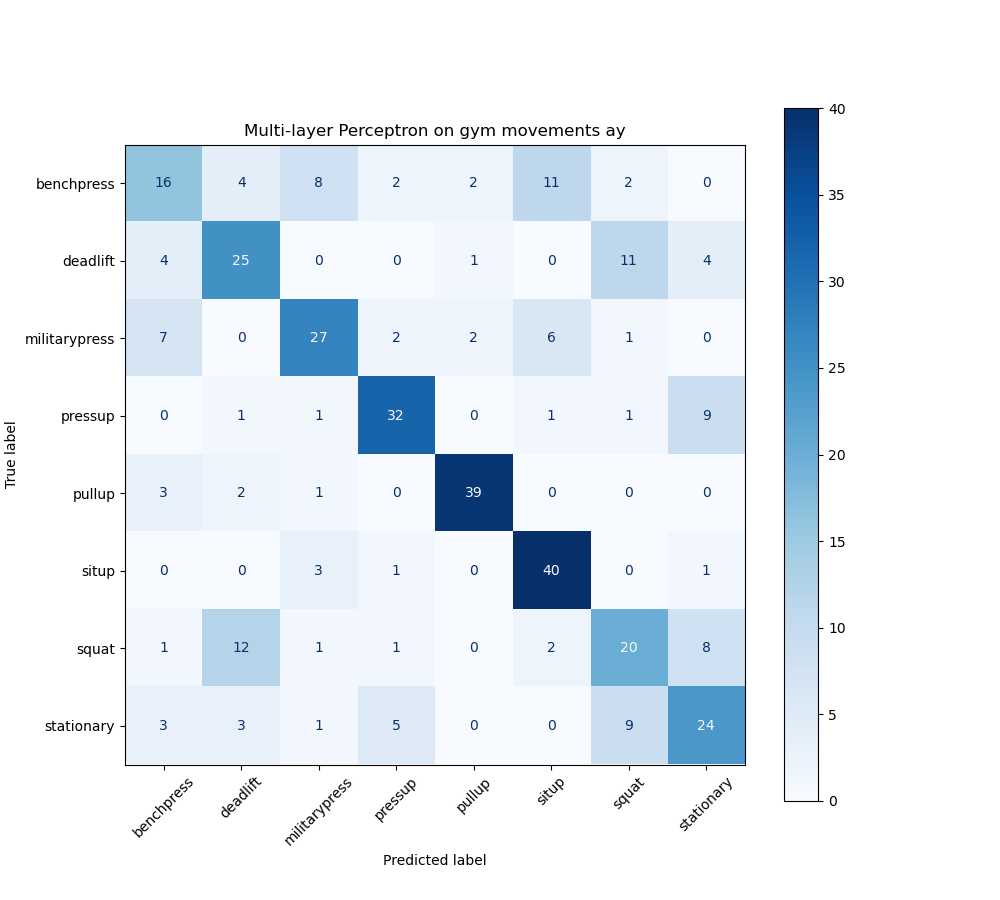 Multi-layer Perceptron on gym movements ay
True label
benchpress 16 4 8 2 2 11 2 0
deadlift 4 25 0 0 1 0 11 4
militarypress 7 0 27 2 2 6 1 0
pressup 0 1 1 32 0 1 1 9
pullup 3 2 1 0 39 0 0 0
situp 0 0 3 1 0 40 0 1
squat 1 12 1 1 0 2 20 8
stationary 3 3 1 5 0 0 9 24
benchpress deadlift militarypress pressup pullup situp squat stationary
Predicted label
40
35
30
25
20
15
10
5
0